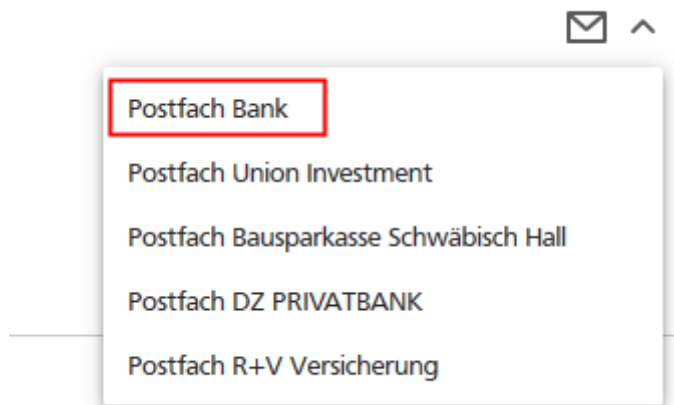 Postfach Bank
Postfach Union Investment
Postfach Bausparkasse Schwäbisch Hall
Postfach DZ PRIVATBANK
Postfach R+V Versicherung